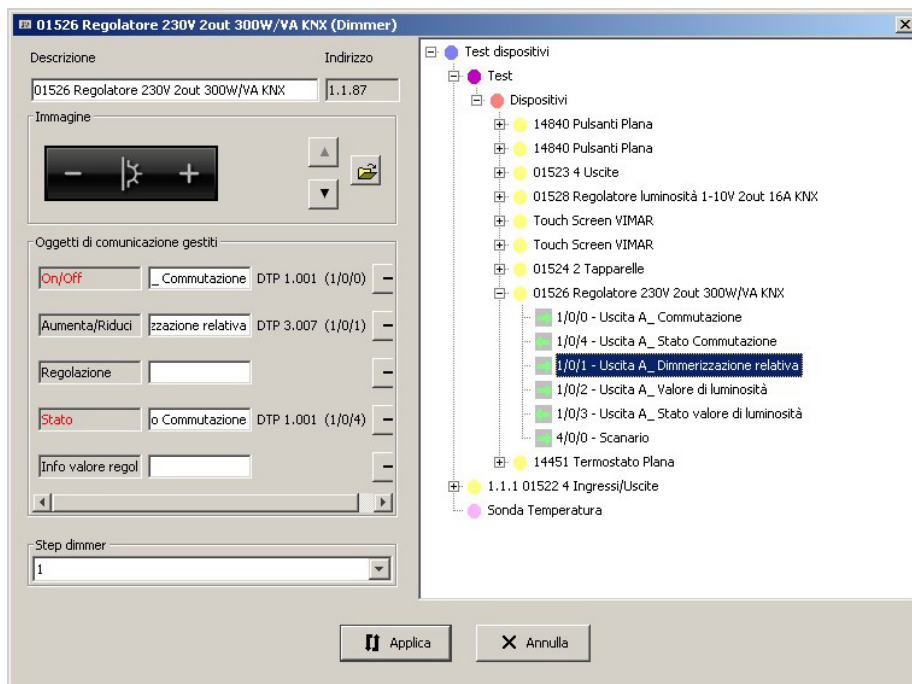 01526 Regolatore 230V 2out 300W/VA KNX (Dimmer)
Descrizione Indirizzo
01526 Regolatore 230V 2out 300W/VA KNX 1.1.87
Immagine
Oggetti di comunicazione gestiti
On/Off _ Commutazione DTP 1.001 (1/0/0)
Aumenta/Riduci zzazione relativa DTP 3.007 (1/0/1)
Regolazione
Stato o Commutazione DTP 1.001 (1/0/4)
Info valore regol
Step dimmer
1
Test dispositivi
Test
Dispositivi
14840 Pulsanti Plana
14840 Pulsanti Plana
01523 4 Uscite
01528 Regolatore luminosità 1-10V 2out 16A KNX
Touch Screen VIMAR
Touch Screen VIMAR
01524 2 Tapparelle
01526 Regolatore 230V 2out 300W/VA KNX
1/0/0 - Uscita A_ Commutazione
1/0/4 - Uscita A_ Stato Commutazione
1/0/1 - Uscita A_ Dimmerizzazione relativa
1/0/2 - Uscita A_ Valore di luminosità
1/0/3 - Uscita A_ Stato valore di luminosità
4/0/0 - Scanario
14451 Termostato Plana
1.1.1 01522 4 Ingressi/Uscite
Sonda Temperatura
Applica Annulla